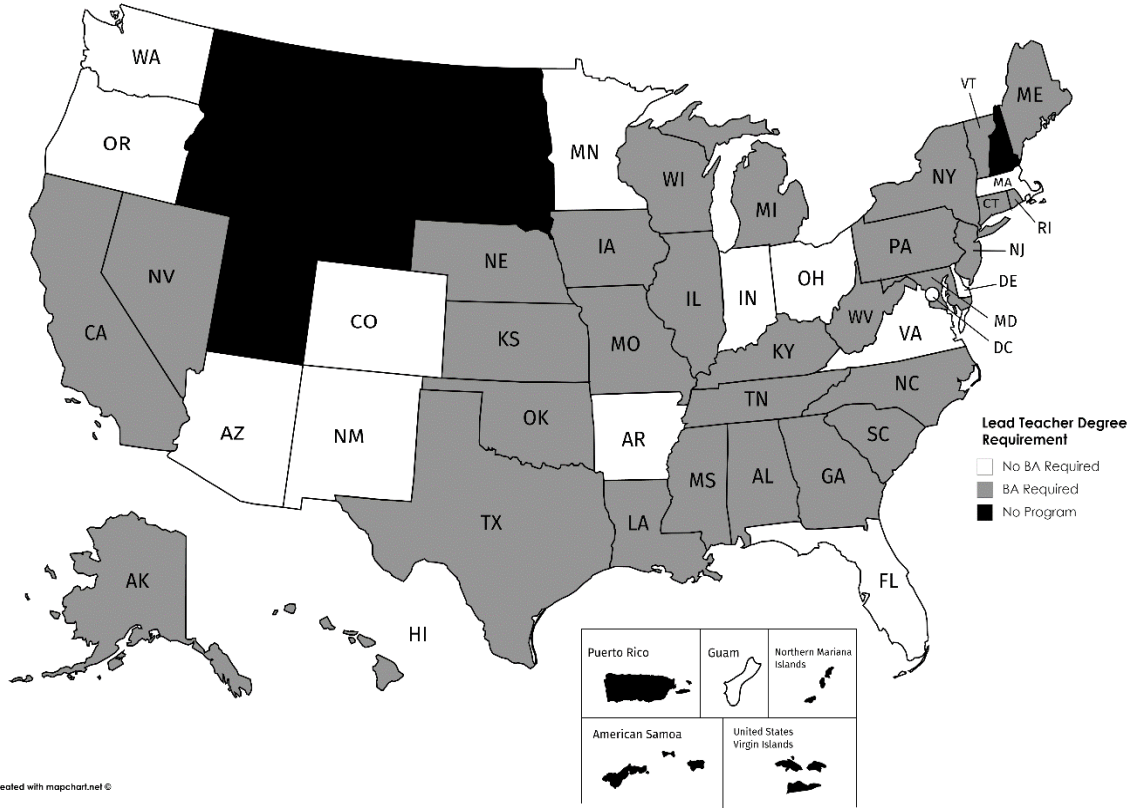 WA
OR
MN
VT
ME
WI
NY
MA
MI
CT
RI
IA
PA
NJ
NE
NV
OH
DE
IL
IN
CO
WV
MD
CA
KS
MO
VA
DC
KY
NC
TN
OK
AZ
NM
AR
SC
MS
AL
GA
TX
LA
AK
FL
HI
Lead Teacher Degree
Requirement
No BA Required
BA Required
No Program
Puerto Rico
Guam
Northern Mariana
Islands
American Samoa
United States
Virgin Islands
eated with mapchart.net ©